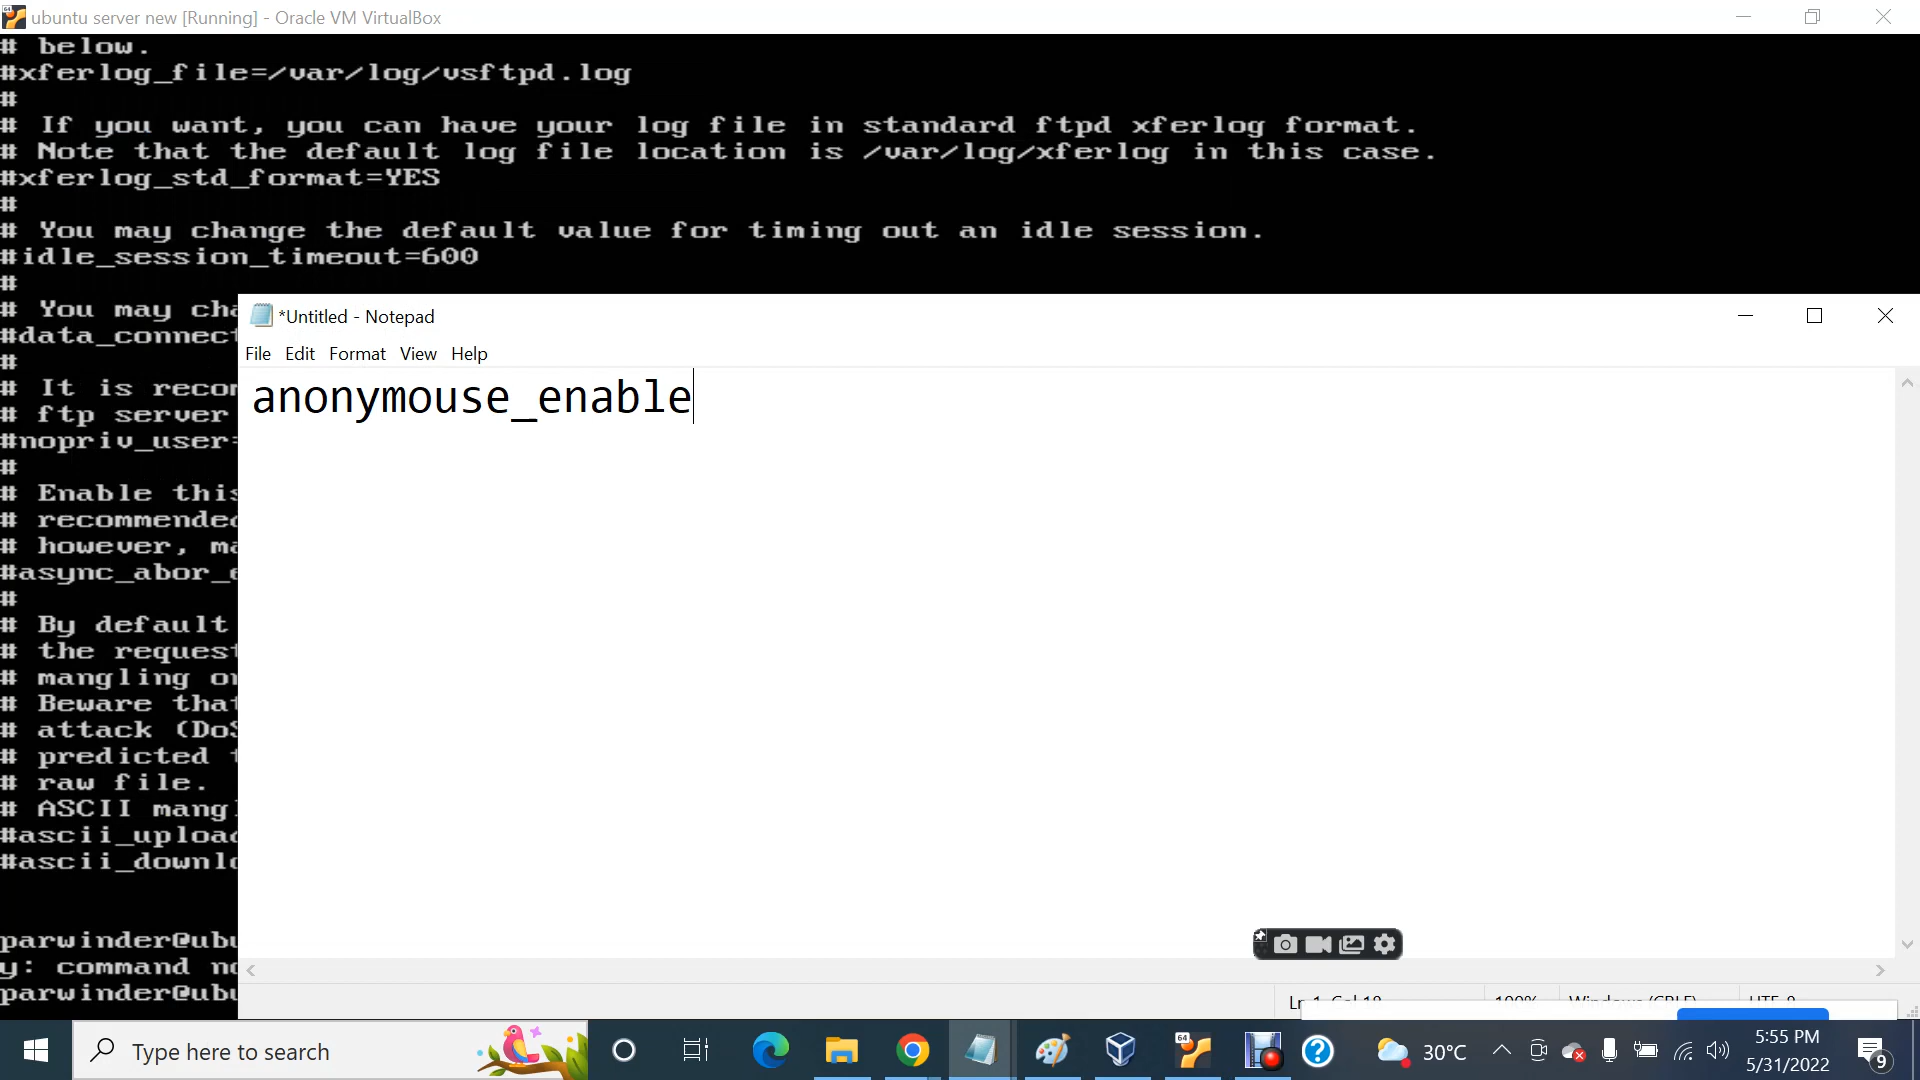 ubuntu server new [Running] - Oracle VM VirtualBox
# below.
#xferlog_file=/var/log/vsftpd.log
#
# If you want, you can have your log file in standard ftpd xferlog format.
# Note that the default log file location is /var/log/xferlog in this case.
#xferlog_std_format=YES
#
# You may change the default value for timing out an idle session.
#idle_session_timeout=600
#
# You may cha
#data_connect
#
# It is recom
# ftp server
#nopriv_user=
#
# Enable this
# recommended
# however, ma
#async_abor_e
#
# By default
# the request
# mangling or
# Beware that
# attack (DoS
# predicted t
# raw file.
# ASCII mangl
#ascii_upload
#ascii_downlo
parwinder@ubu
y: command no
parwinder@ubu
*Untitled - Notepad
File Edit Format View Help
anonymouse_enable
Ln 1, Col 18 100% Windows (CRLF) UTF-8
Type here to search
64
30°C
5:55 PM
5/31/2022
9